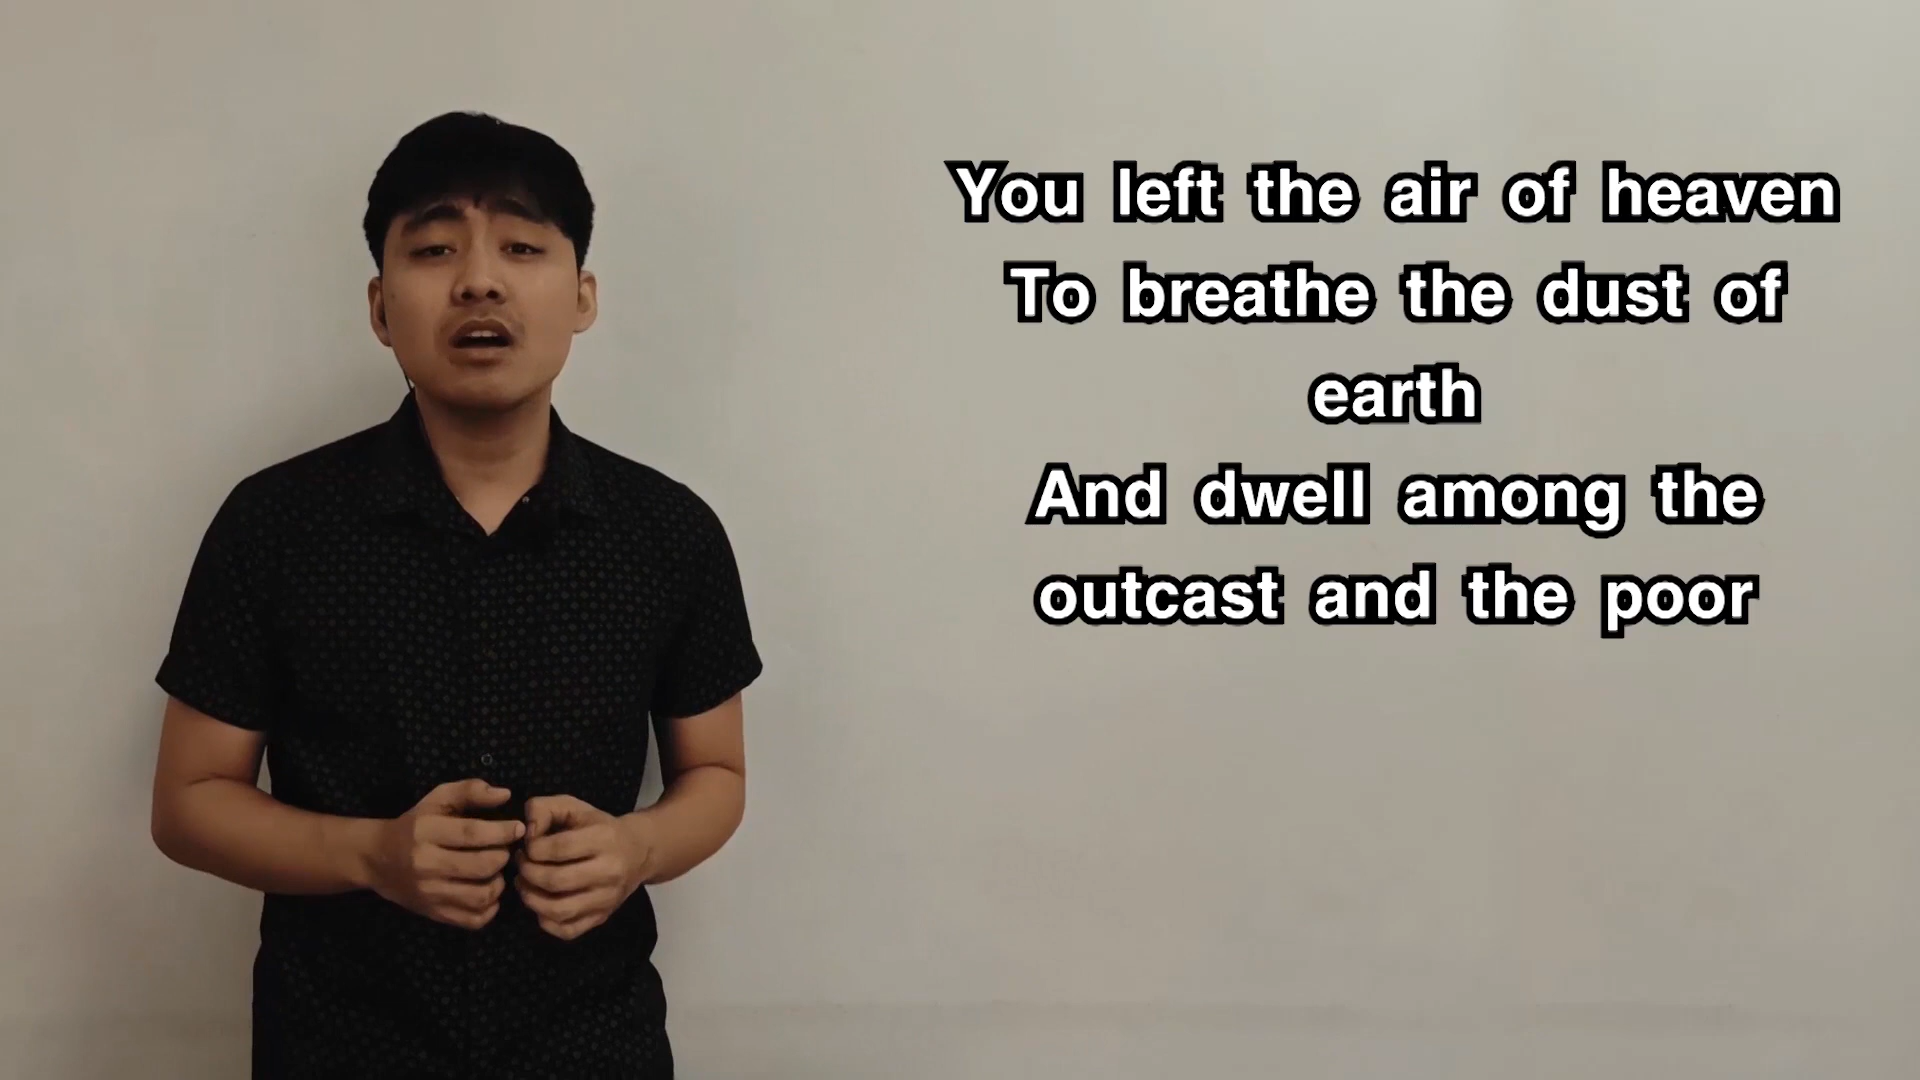 You left the air of heaven
To breathe the dust of
earth
And dwell among the
outcast and the poor